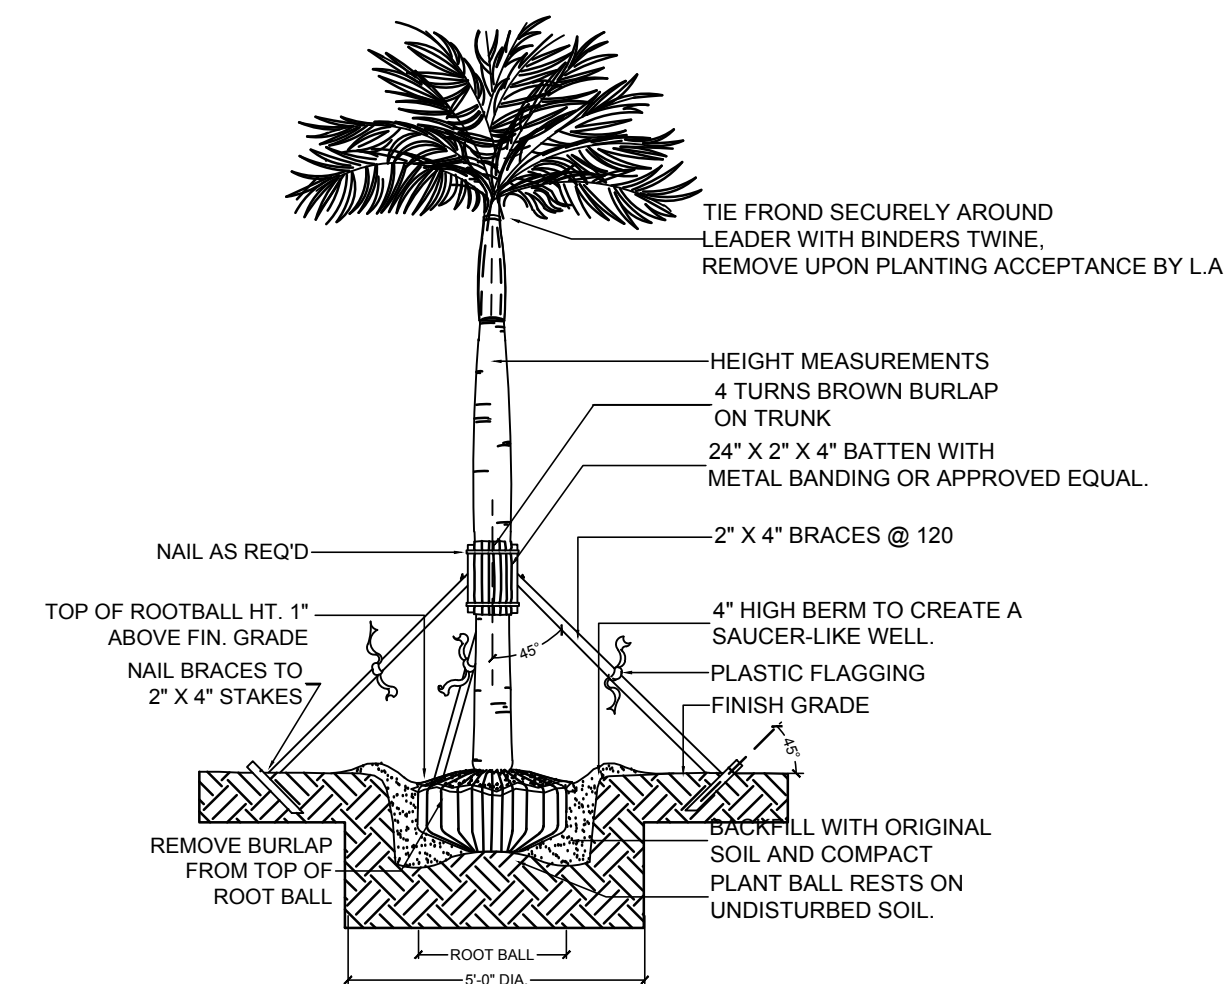 TIE FROND SECURELY AROUND
LEADER WITH BINDERS TWINE,
REMOVE UPON PLANTING ACCEPTANCE BY L.A
HEIGHT MEASUREMENTS
4 TURNS BROWN BURLAP
ON TRUNK
24" X 2" X 4" BATTEN WITH
METAL BANDING OR APPROVED EQUAL.
NAIL AS REQ'D
2" X 4" BRACES @ 120
TOP OF ROOTBALL HT. 1"
ABOVE FIN. GRADE
4" HIGH BERM TO CREATE A
SAUCER-LIKE WELL.
45°
NAIL BRACES TO
2" X 4" STAKES
PLASTIC FLAGGING
FINISH GRADE
45°
REMOVE BURLAP
FROM TOP OF
ROOT BALL
BACKFILL WITH ORIGINAL
SOIL AND COMPACT
PLANT BALL RESTS ON
UNDISTURBED SOIL.
ROOT BALL
5'-0" DIA.